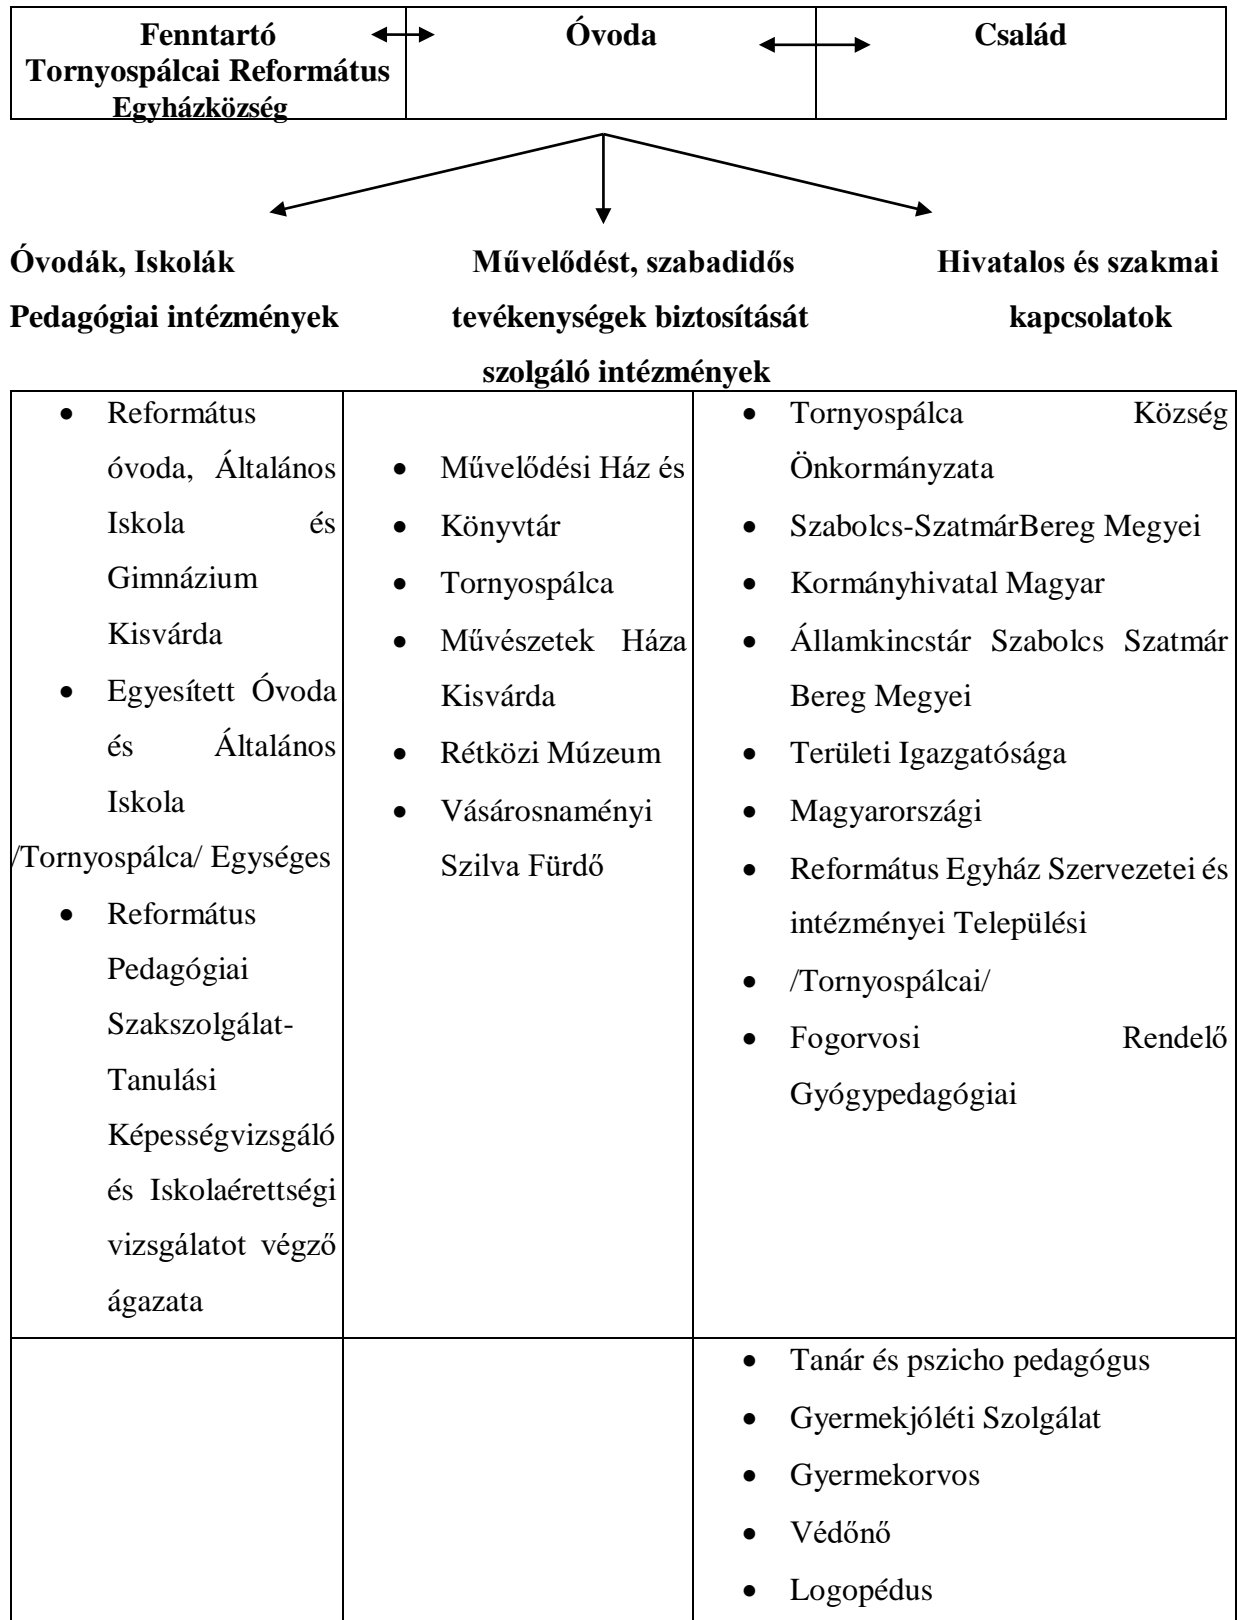 Fenntartó
Tornyospálcai Református
Egyházközség
Óvoda
Család
Óvodák, Iskolák
Pedagógiai intézmények
Művelődést, szabadidős
tevékenységek biztosítását
szolgáló intézmények
Hivatalos és szakmai
kapcsolatok
• Református
óvoda, Általános
Iskola és
Gimnázium
Kisvárda
• Egyesített Óvoda
és Általános
Iskola
/Tornyospálca/ Egységes
• Református
Pedagógiai
Szakszolgálat-
Tanulási
Képességvizsgáló
és Iskolaérettségi
vizsgálatot végző
ágazata
• Művelődési Ház és
• Könyvtár
• Tornyospálca
• Művészetek Háza
Kisvárda
• Rétközi Múzeum
• Vásárosnaményi
Szilva Fürdő
• Tornyospálca Község
Önkormányzata
• Szabolcs-SzatmárBereg Megyei
• Kormányhivatal Magyar
• Államkincstár Szabolcs Szatmár
Bereg Megyei
• Területi Igazgatósága
• Magyarországi
• Református Egyház Szervezetei és
intézményei Települési
• /Tornyospálcai/
• Fogorvosi Rendelő
Gyógypedagógiai
• Tanár és pszicho pedagógus
• Gyermekjóléti Szolgálat
• Gyermekorvos
• Védőnő
• Logopédus